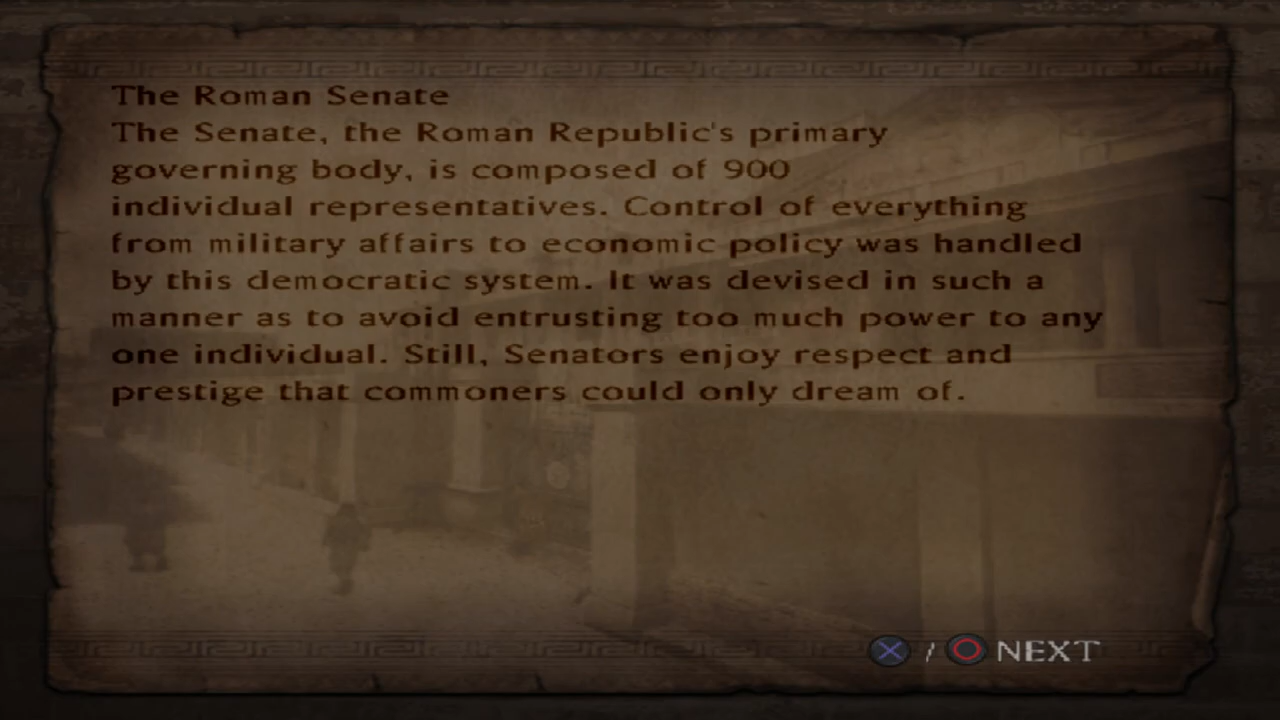 The Roman Senate
The Senate, the Roman Republic's primary
governing body, is composed of 900
individual representatives. Control of everything
from military affairs to economic policy was handled
by this democratic system. It was devised in such a
manner as to avoid entrusting too much power to any
one individual. Still, Senators enjoy respect and
prestige that commoners could only dream of.
/ NEXT